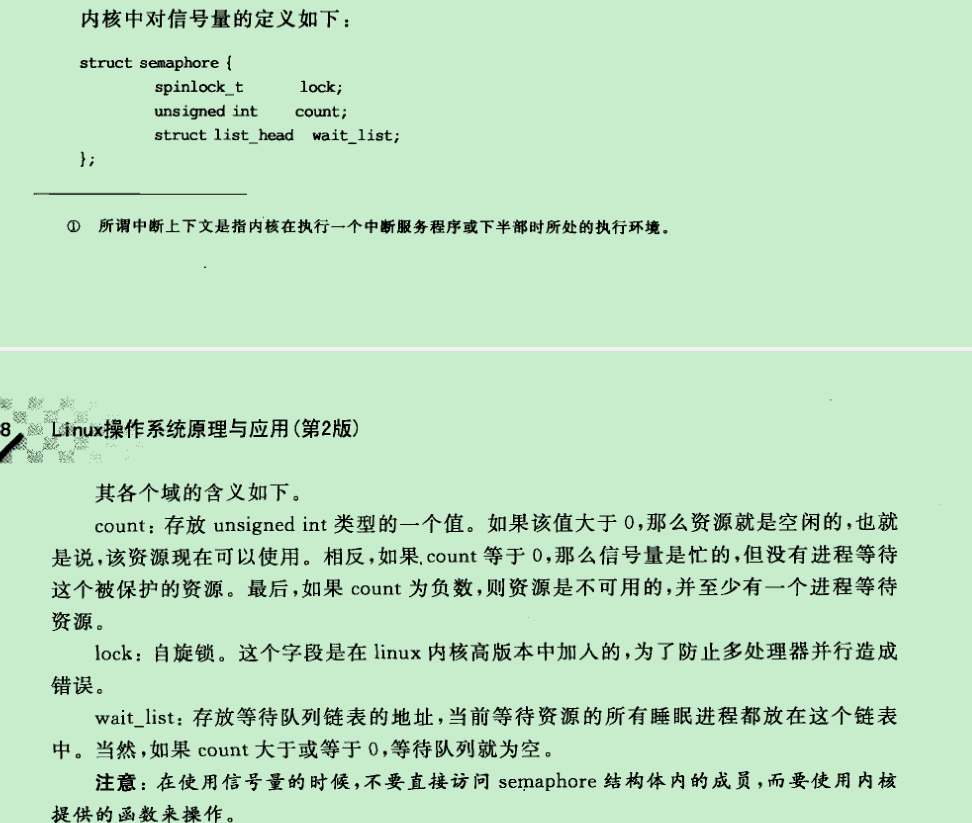 内核中对信号量的定义如下：
struct semaphore {
spinlock_t lock;
unsigned int count;
struct list_head wait_list;
};
① 所谓中断上下文是指内核在执行一个中断服务程序或下半部时所处的执行环境。
8 Linux操作系统原理与应用(第2版)
其各个域的含义如下。
count：存放 unsigned int 类型的一个值。如果该值大于 0,那么资源就是空闲的,也就
是说,该资源现在可以使用。相反,如果 count 等于 0,那么信号量是忙的,但没有进程等待
这个被保护的资源。最后,如果 count 为负数,则资源是不可用的,并至少有一个进程等待
资源。
lock：自旋锁。这个字段是在 linux 内核高版本中加入的,为了防止多处理器并行造成
错误。
wait_list：存放等待队列链表的地址,当前等待资源的所有睡眠进程都放在这个链表
中。当然,如果 count 大于或等于 0,等待队列就为空。
注意：在使用信号量的时候,不要直接访问 semaphore 结构体内的成员,而要使用内核
提供的函数来操作。